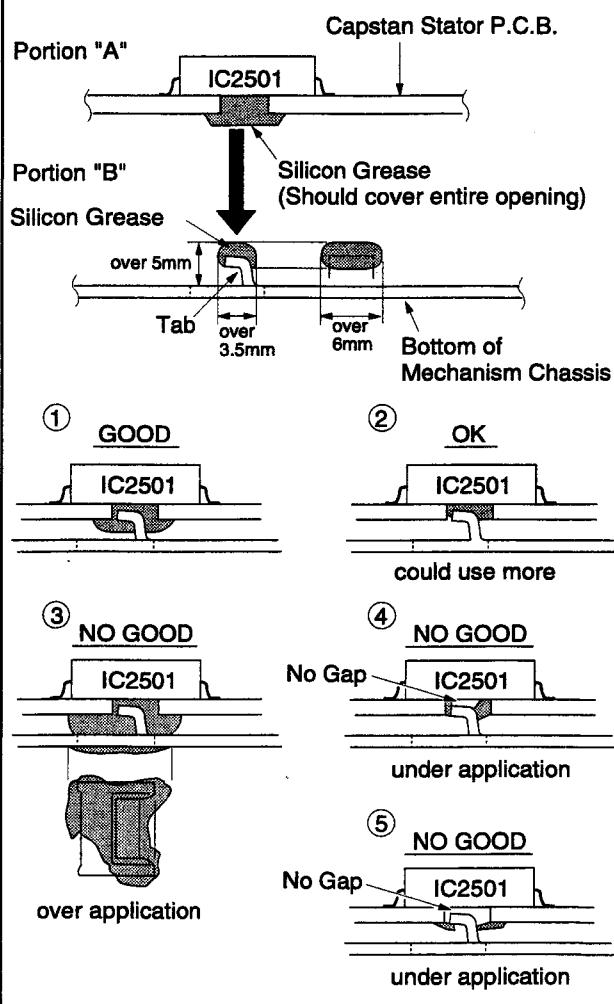 Capstan Stator P.C.B.
Portion "A"
IC2501
Portion "B"
Silicon Grease
(Should cover entire opening)
Silicon Grease
over 5mm
Tab
over
3.5mm
over
6mm
Bottom of
Mechanism Chassis
①
GOOD
IC2501
②
OK
IC2501
could use more
③
NO GOOD
IC2501
over application
④
NO GOOD
No Gap
IC2501
under application
⑤
NO GOOD
No Gap
IC2501
under application